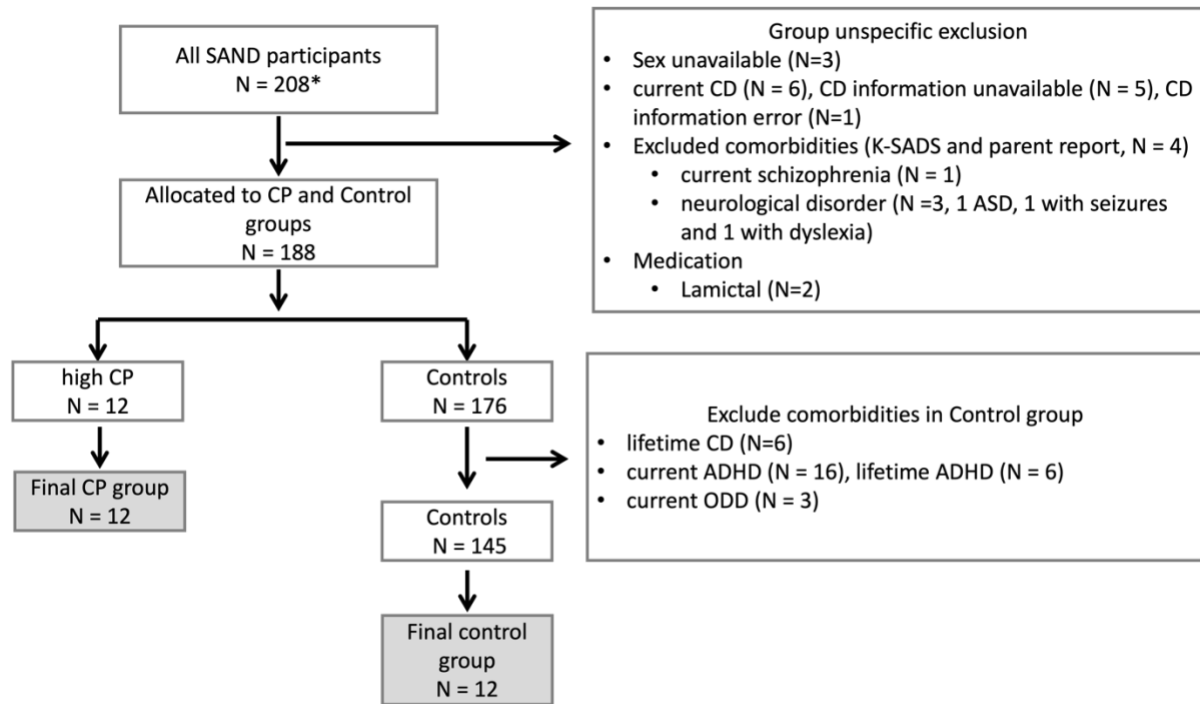 All SAND participants
N = 208*
Group unspecific exclusion
• Sex unavailable (N=3)
• current CD (N = 6), CD information unavailable (N = 5), CD
information error (N=1)
• Excluded comorbidities (K-SADS and parent report, N = 4)
• current schizophrenia (N = 1)
• neurological disorder (N =3, 1 ASD, 1 with seizures
and 1 with dyslexia)
• Medication
• Lamictal (N=2)
Allocated to CP and Control
groups
N = 188
high CP
N = 12
Controls
N = 176
Exclude comorbidities in Control group
• lifetime CD (N=6)
• current ADHD (N = 16), lifetime ADHD (N = 6)
• current ODD (N = 3)
Final CP group
N = 12
Controls
N = 145
Final control
group
N = 12